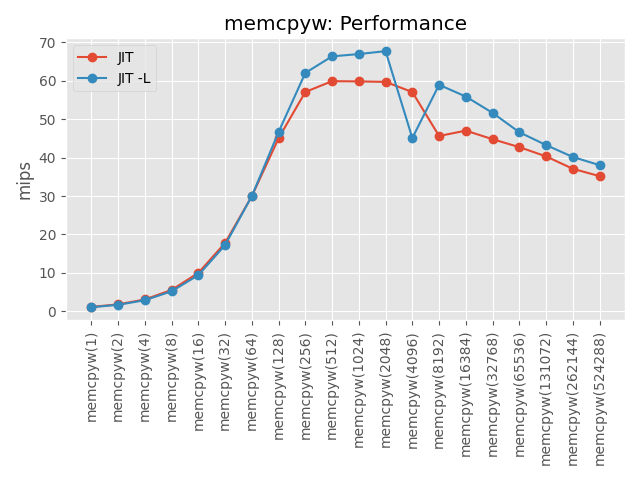 memcpyw: Performance
JIT
JIT -L
mips
70
60
50
40
30
20
10
0
memcpyw(1)
memcpyw(2)
memcpyw(4)
memcpyw(8)
memcpyw(16)
memcpyw(32)
memcpyw(64)
memcpyw(128)
memcpyw(256)
memcpyw(512)
memcpyw(1024)
memcpyw(2048)
memcpyw(4096)
memcpyw(8192)
memcpyw(16384)
memcpyw(32768)
memcpyw(65536)
memcpyw(131072)
memcpyw(262144)
memcpyw(524288)